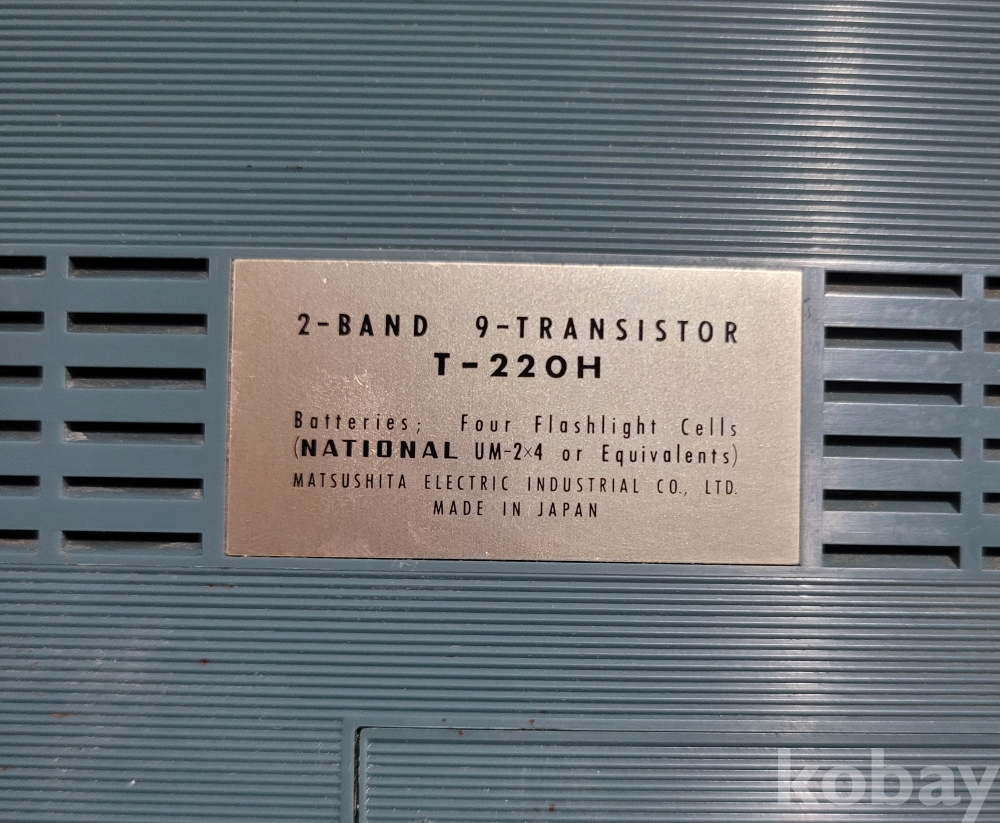 2-BAND 9-TRANSISTOR
T-220H
Batteries; Four Flashlight Cells
(NATIONAL UM-2×4 or Equivalents)
MATSUSHITA ELECTRIC INDUSTRIAL CO., LTD.
MADE IN JAPAN
kobay